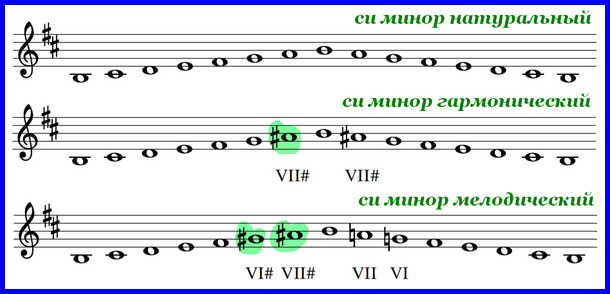 си минор натуральный
си минор гармонический
VII# VII#
си минор мелодический
VI# VII# VII VI